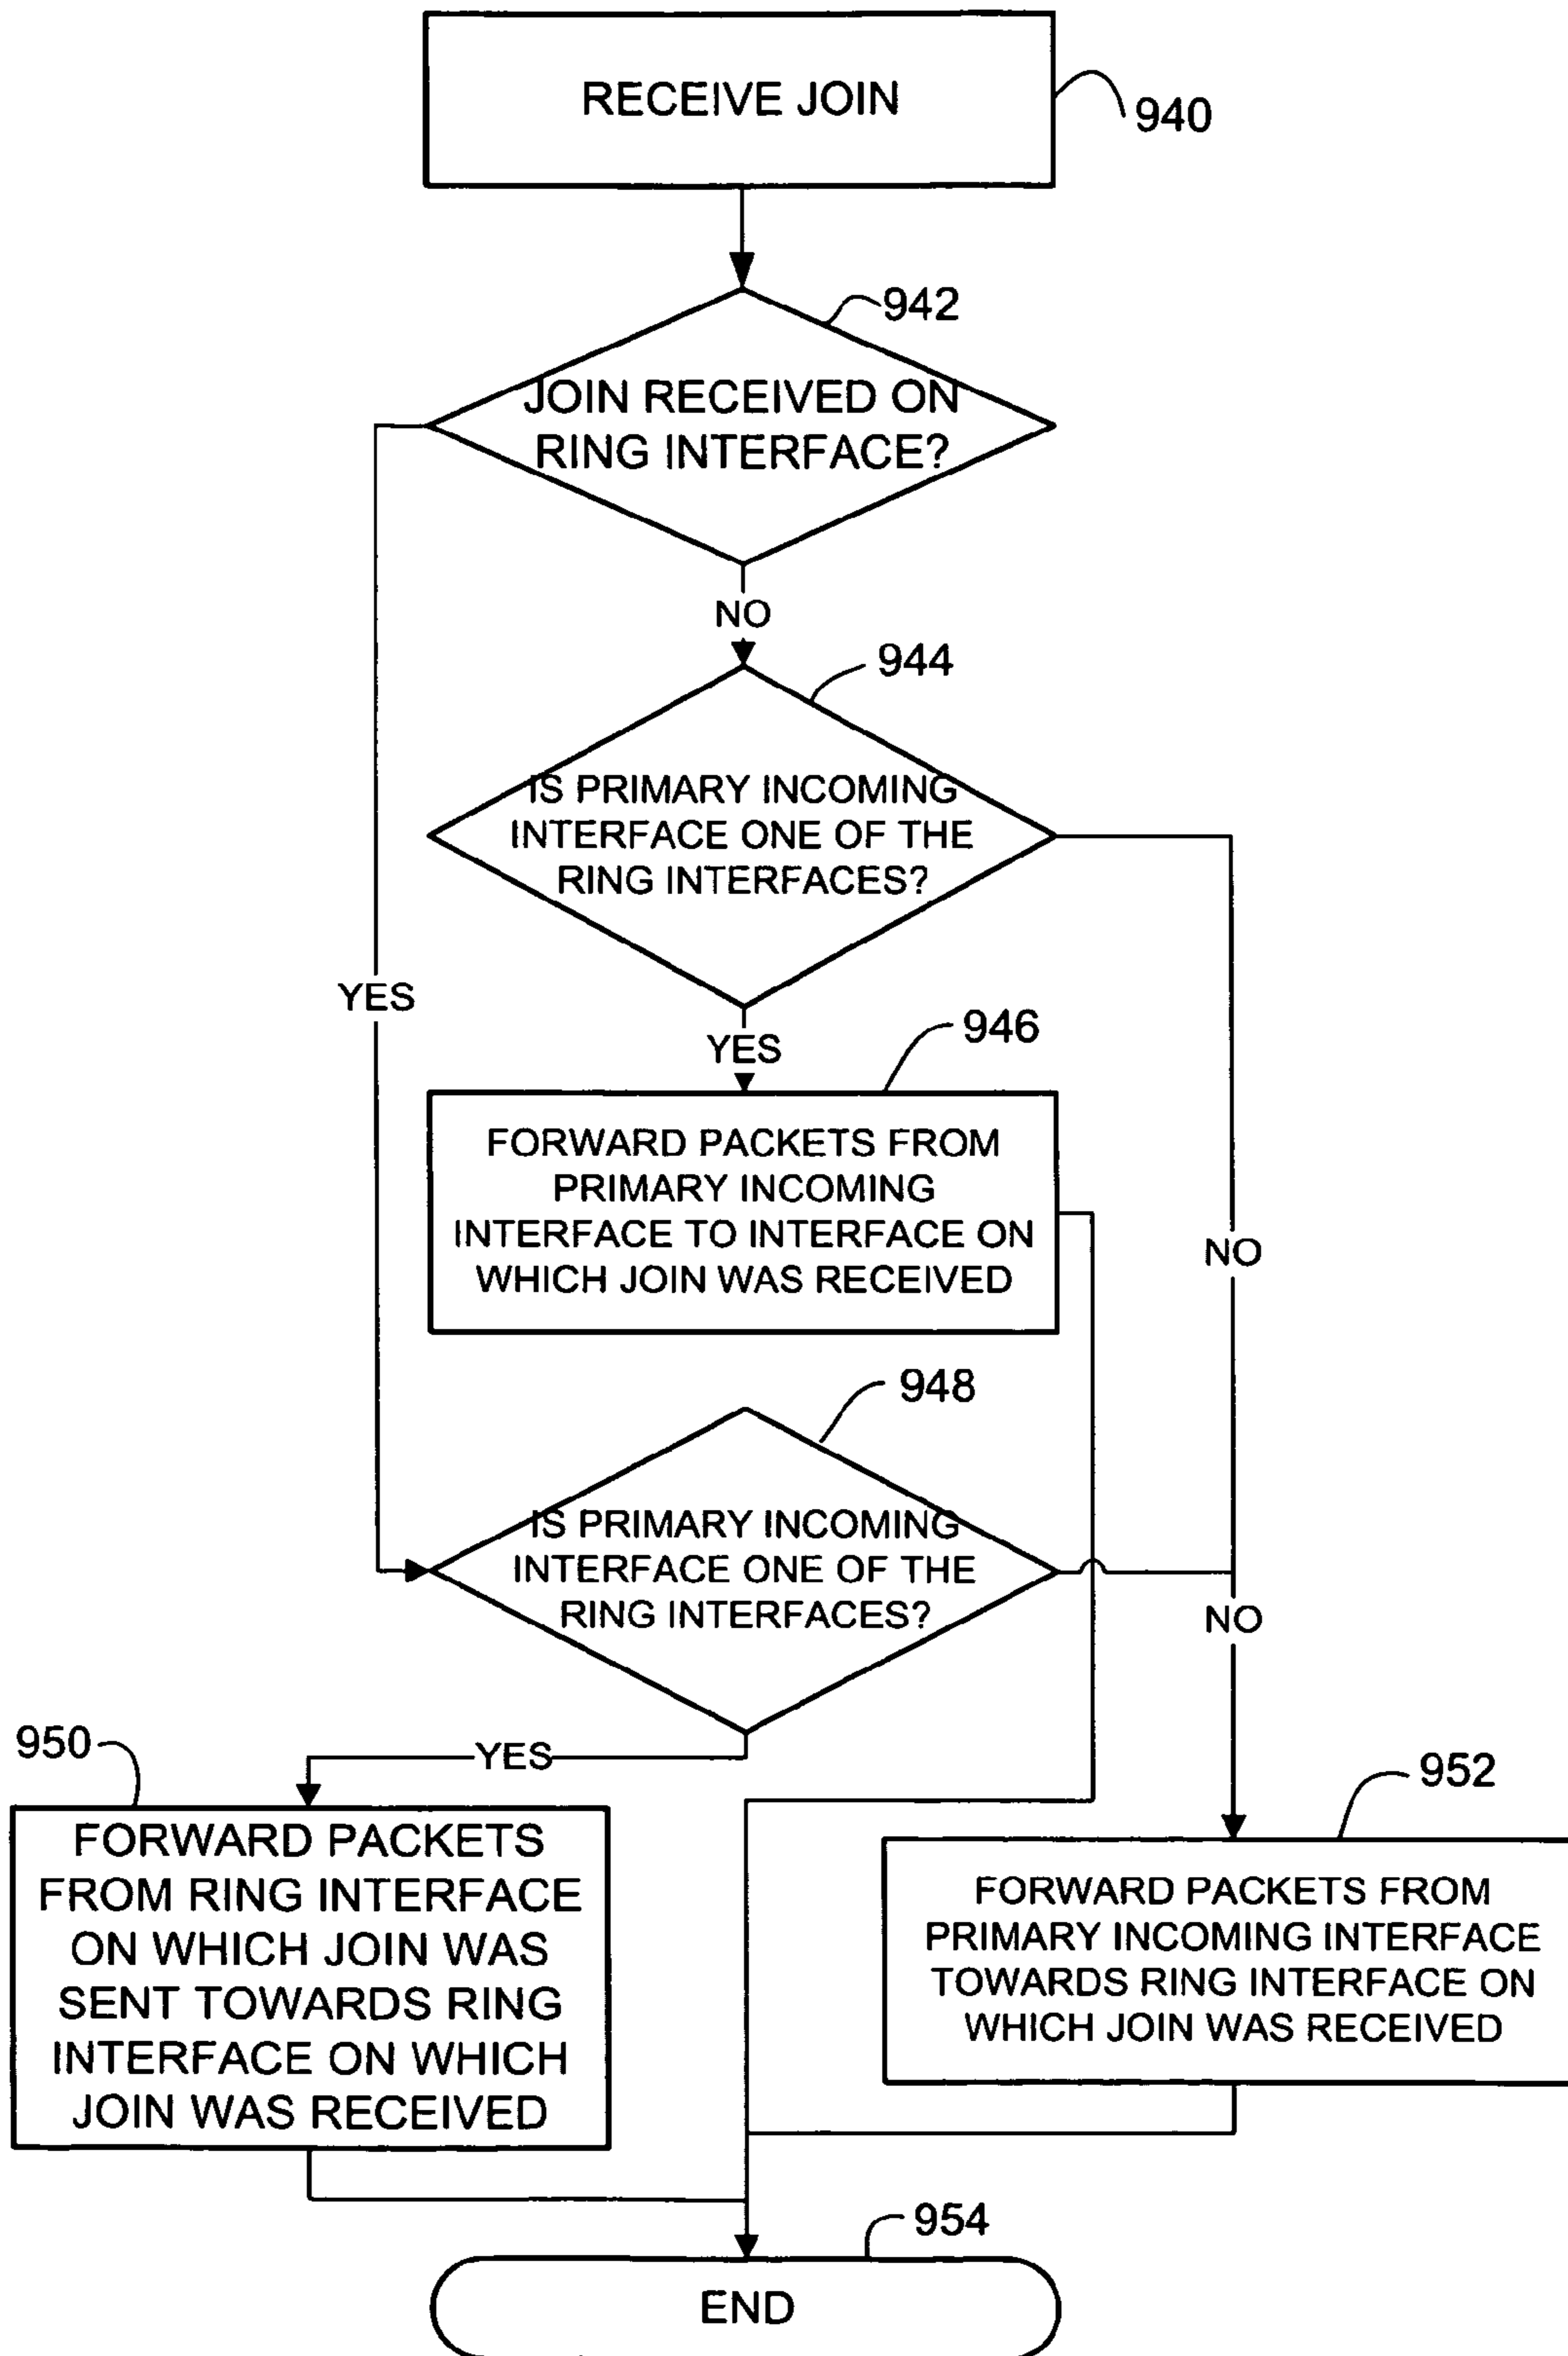 RECEIVE JOIN
940
942
JOIN RECEIVED ON
RING INTERFACE?
NO
944
IS PRIMARY INCOMING
INTERFACE ONE OF THE
RING INTERFACES?
YES
YES
946
FORWARD PACKETS FROM
PRIMARY INCOMING
INTERFACE TO INTERFACE ON
WHICH JOIN WAS RECEIVED
NO
948
IS PRIMARY INCOMING
INTERFACE ONE OF THE
RING INTERFACES?
NO
950
YES
952
FORWARD PACKETS
FROM RING INTERFACE
ON WHICH JOIN WAS
SENT TOWARDS RING
INTERFACE ON WHICH
JOIN WAS RECEIVED
FORWARD PACKETS FROM
PRIMARY INCOMING INTERFACE
TOWARDS RING INTERFACE ON
WHICH JOIN WAS RECEIVED
954
END